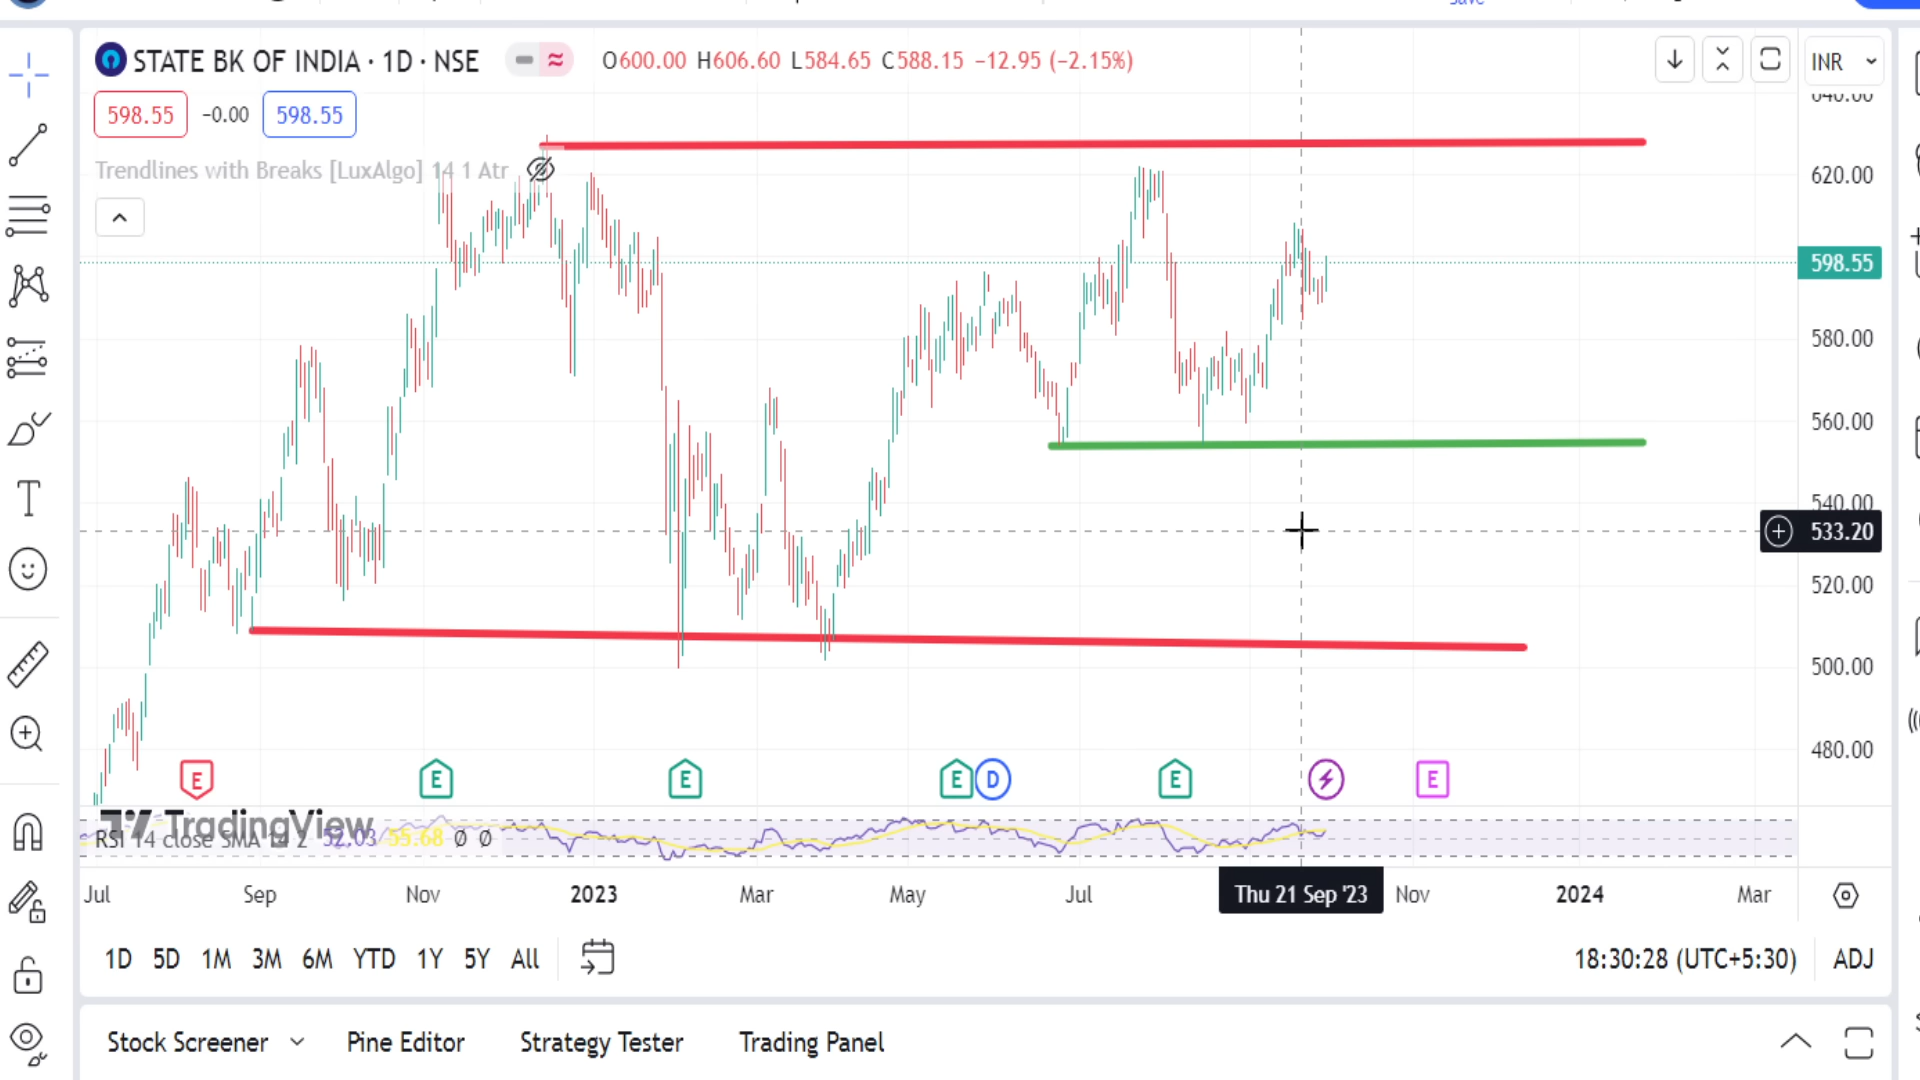 save
STATE BK OF INDIA · 1D · NSE
O600.00 H606.60 L584.65 C588.15 −12.95 (−2.15%)
INR
640.00
598.55 −0.00 598.55
Trendlines with Breaks [LuxAlgo] 14 1 Atr
620.00
598.55
580.00
560.00
540.00
533.20
520.00
500.00
480.00
E E E E D E E
TradingView
RSI 14 close SMA 14 2 52.03 55.68 Ø Ø
Jul Sep Nov 2023 Mar May Jul Thu 21 Sep '23 Nov 2024 Mar
1D 5D 1M 3M 6M YTD 1Y 5Y All
18:30:28 (UTC+5:30) ADJ
Stock Screener Pine Editor Strategy Tester Trading Panel